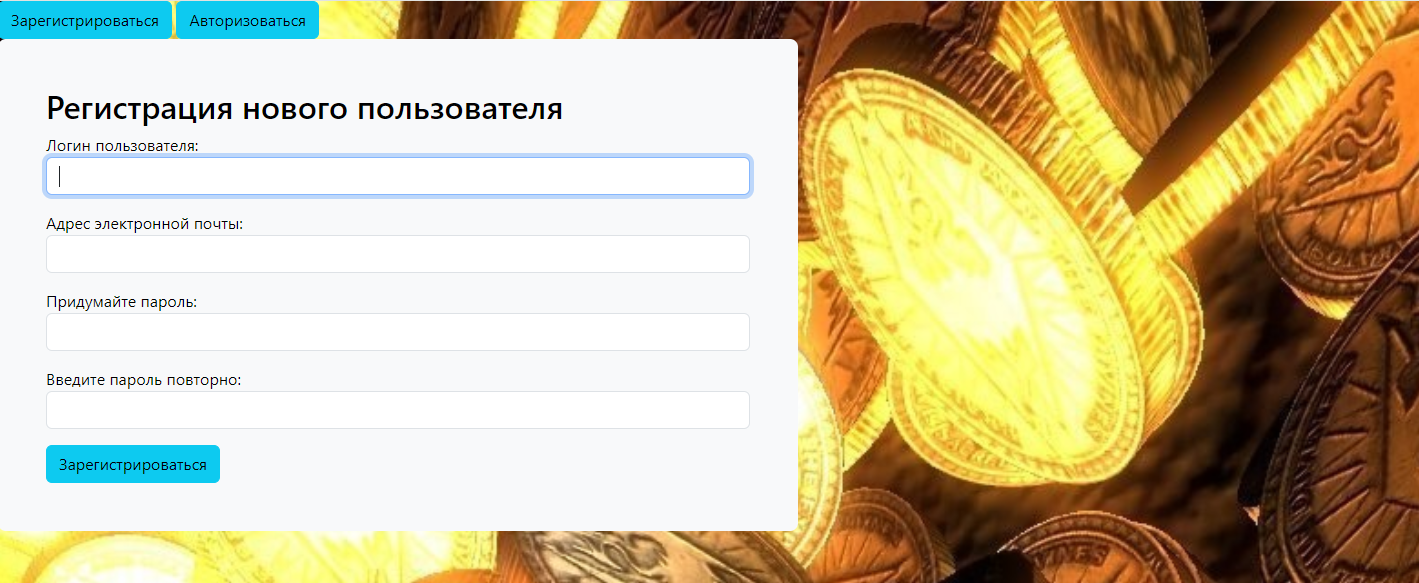 Зарегистрироваться Авторизоваться
Регистрация нового пользователя
Логин пользователя:
Адрес электронной почты:
Придумайте пароль:
Введите пароль повторно:
Зарегистрироваться